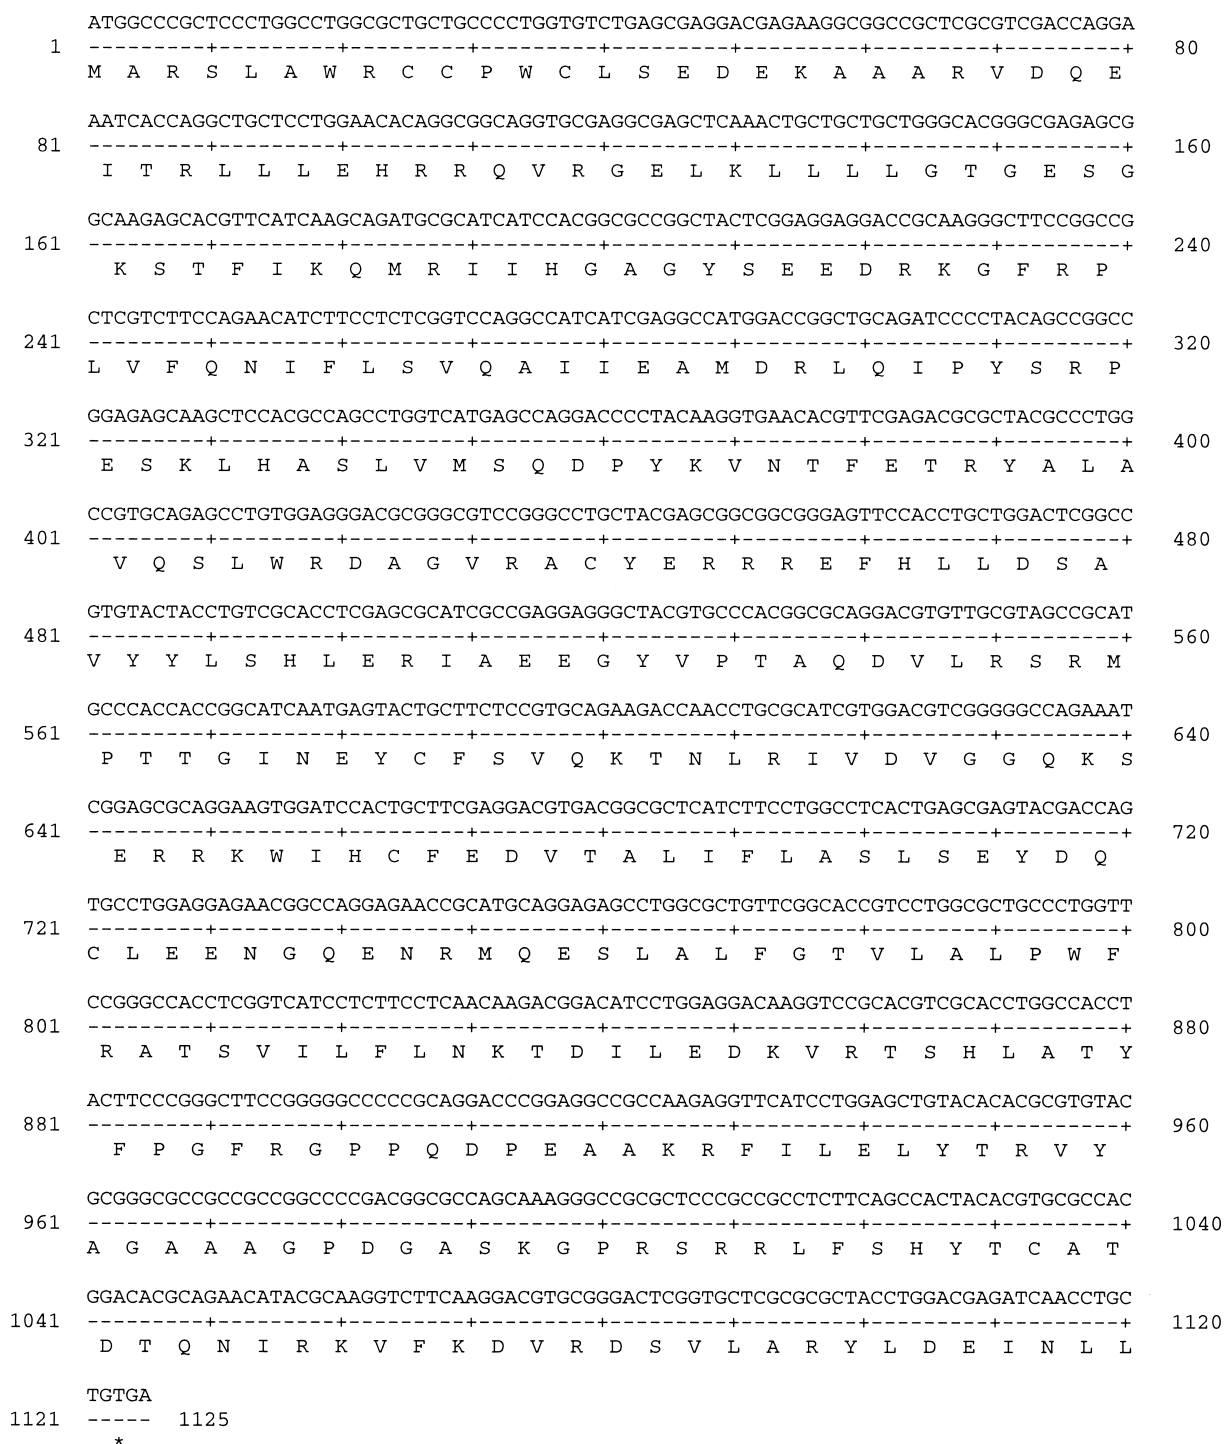 ATGGCCCGCTCCCTGGCCTGGCGCTGCTGCCCCTGGTGTCTGAGCGAGGACGAGAAGGCGGCCGCTCGCGTCGACCAGGA
1 ---------+---------+---------+---------+---------+---------+---------+---------+ 80
M A R S L A W R C C P W C L S E D E K A A A R V D Q E
AATCACCAGGCTGCTCCTGGAACACAGGCGGCAGGTGCGAGGCGAGCTCAAACTGCTGCTGCTGGGCACGGGCGAGAGCG
81 ---------+---------+---------+---------+---------+---------+---------+---------+ 160
I T R L L L E H R R Q V R G E L K L L L L G T G E S G
GCAAGAGCACGTTCATCAAGCAGATGCGCATCATCCACGGCGCCGGCTACTCGGAGGAGGACCGCAAGGGCTTCCGGCCG
161 ---------+---------+---------+---------+---------+---------+---------+---------+ 240
K S T F I K Q M R I I H G A G Y S E E D R K G F R P
CTCGTCTTCCAGAACATCTTCCTCTCGGTCCAGGCCATCATCGAGGCCATGGACCGGCTGCAGATCCCCTACAGCCGGCC
241 ---------+---------+---------+---------+---------+---------+---------+---------+ 320
L V F Q N I F L S V Q A I I E A M D R L Q I P Y S R P
GGAGAGCAAGCTCCACGCCAGCCTGGTCATGAGCCAGGACCCCTACAAGGTGAACACGTTCGAGACGCGCTACGCCCTGG
321 ---------+---------+---------+---------+---------+---------+---------+---------+ 400
E S K L H A S L V M S Q D P Y K V N T F E T R Y A L A
CCGTGCAGAGCCTGTGGAGGGACGCGGGCGTCCGGGCCTGCTACGAGCGGCGGCGGGAGTTCCACCTGCTGGACTCGGCC
401 ---------+---------+---------+---------+---------+---------+---------+---------+ 480
V Q S L W R D A G V R A C Y E R R R E F H L L D S A
GTGTACTACCTGTCGCACCTCGAGCGCATCGCCGAGGAGGGCTACGTGCCCACGGCGCAGGACGTGTTGCGTAGCCGCAT
481 ---------+---------+---------+---------+---------+---------+---------+---------+ 560
V Y Y L S H L E R I A E E G Y V P T A Q D V L R S R M
GCCCACCACCGGCATCAATGAGTACTGCTTCTCCGTGCAGAAGACCAACCTGCGCATCGTGGACGTCGGGGGCCAGAAAT
561 ---------+---------+---------+---------+---------+---------+---------+---------+ 640
P T T G I N E Y C F S V Q K T N L R I V D V G G Q K S
CGGAGCGCAGGAAGTGGATCCACTGCTTCGAGGACGTGACGGCGCTCATCTTCCTGGCCTCACTGAGCGAGTACGACCAG
641 ---------+---------+---------+---------+---------+---------+---------+---------+ 720
E R R K W I H C F E D V T A L I F L A S L S E Y D Q
TGCCTGGAGGAGAACGGCCAGGAGAACCGCATGCAGGAGAGCCTGGCGCTGTTCGGCACCGTCCTGGCGCTGCCCTGGTT
721 ---------+---------+---------+---------+---------+---------+---------+---------+ 800
C L E E N G Q E N R M Q E S L A L F G T V L A L P W F
CCGGGCCACCTCGGTCATCCTCTTCCTCAACAAGACGGACATCCTGGAGGACAAGGTCCGCACGTCGCACCTGGCCACCT
801 ---------+---------+---------+---------+---------+---------+---------+---------+ 880
R A T S V I L F L N K T D I L E D K V R T S H L A T Y
ACTTCCCGGGCTTCCGGGGGCCCCCGCAGGACCCGGAGGCCGCCAAGAGGTTCATCCTGGAGCTGTACACACGCGTGTAC
881 ---------+---------+---------+---------+---------+---------+---------+---------+ 960
F P G F R G P P Q D P E A A K R F I L E L Y T R V Y
GCGGGCGCCGCCGCCGGCCCCGACGGCGCCAGCAAAGGGCCGCGCTCCCGCCGCCTCTTCAGCCACTACACGTGCGCCAC
961 ---------+---------+---------+---------+---------+---------+---------+---------+ 1040
A G A A A G P D G A S K G P R S R R L F S H Y T C A T
GGACACGCAGAACATACGCAAGGTCTTCAAGGACGTGCGGGACTCGGTGCTCGCGCGCTACCTGGACGAGATCAACCTGC
1041 ---------+---------+---------+---------+---------+---------+---------+---------+ 1120
D T Q N I R K V F K D V R D S V L A R Y L D E I N L L
TGTGA
1121 ----- 1125
*